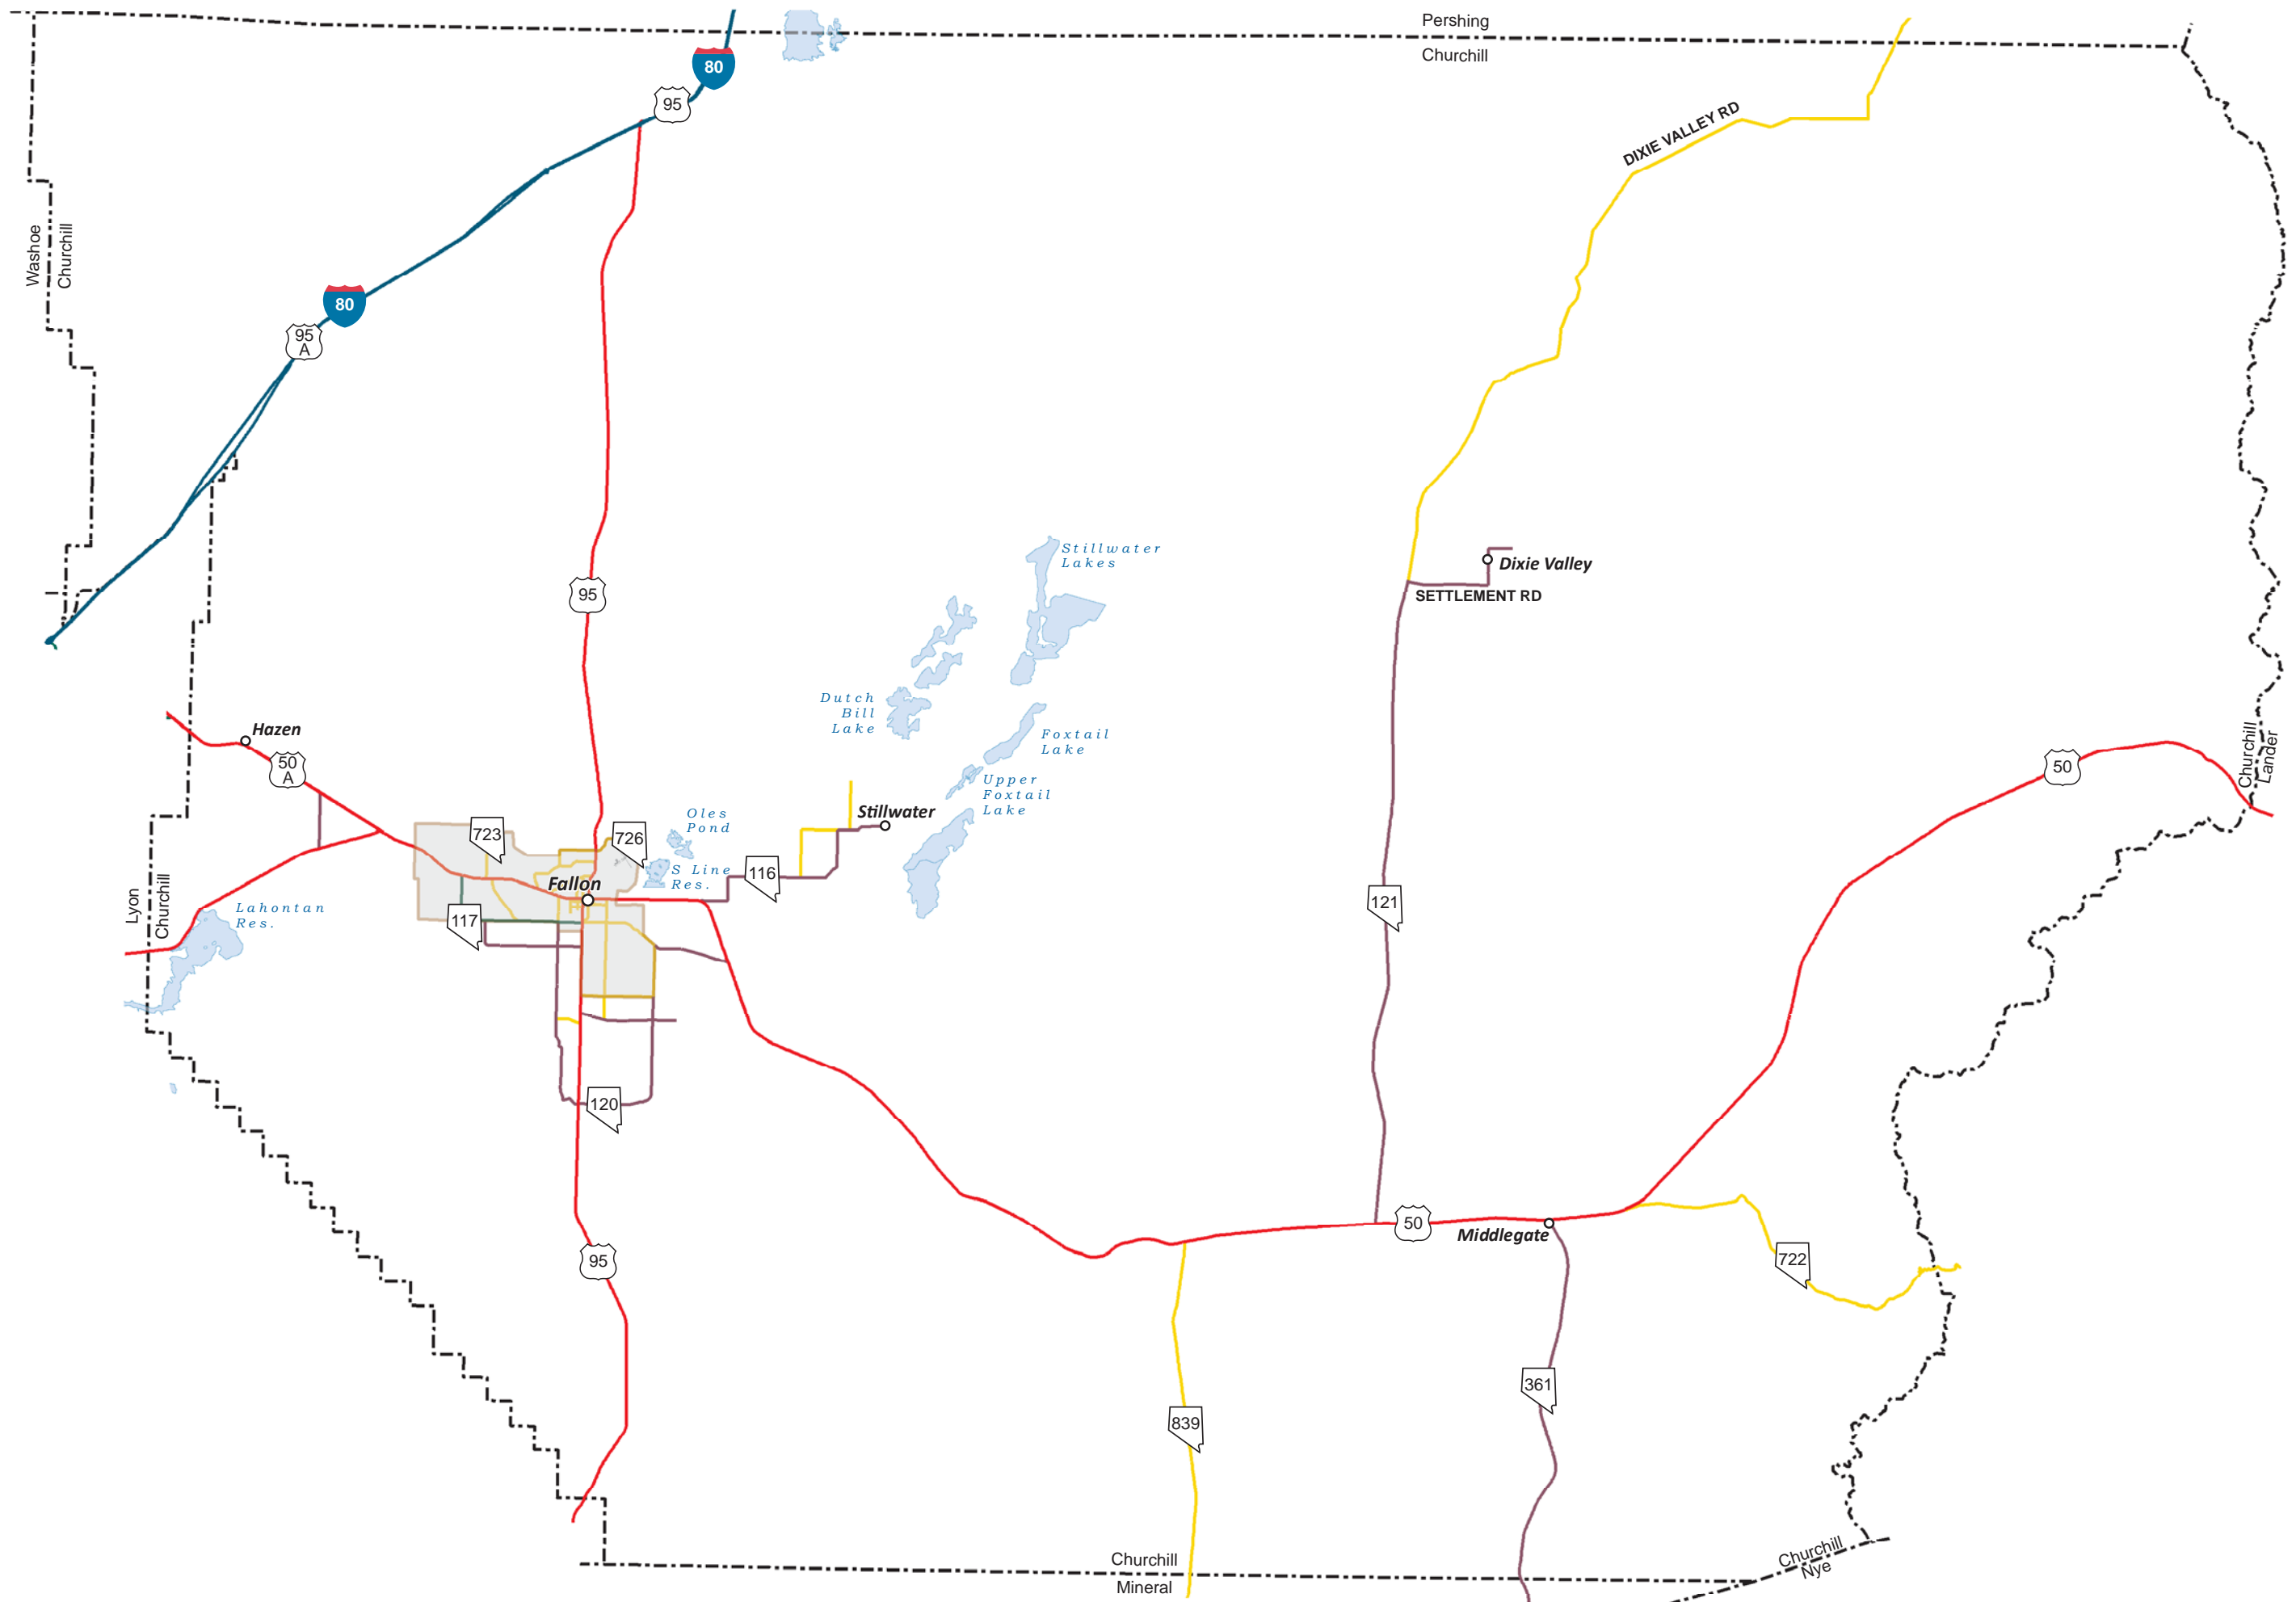 Pershing
Churchill
80
95
DIXIE VALLEY RD
Washoe
Churchill
80
95
A
Stillwater
Lakes
Dixie Valley
SETTLEMENT RD
95
Dutch
Bill
Lake
Foxtail
Lake
Hazen
50
A
Upper
Foxtail
Lake
Churchill
Lander
50
Oles
Pond
Stillwater
723
726
S Line
Res.
116
Fallon
Lyon
Churchill
Lahontan
Res.
117
121
120
50
Middlegate
95
722
361
839
Churchill
Mineral
Churchill
Nye